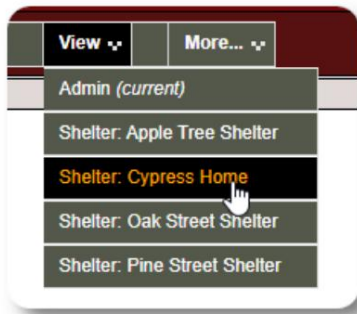 View More...
Admin (current)
Shelter: Apple Tree Shelter
Shelter: Cypress Home
Shelter: Oak Street Shelter
Shelter: Pine Street Shelter